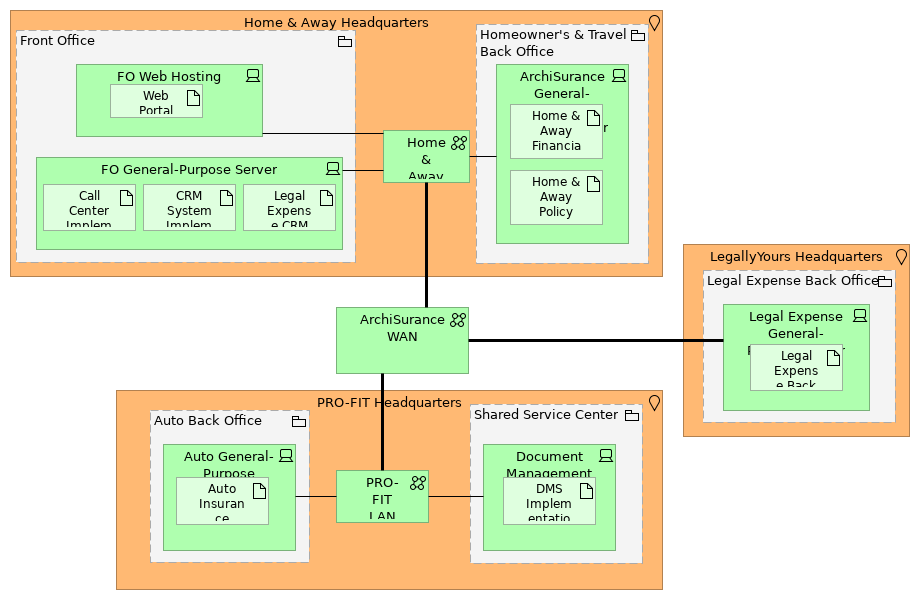 Home & Away Headquarters
Front Office
FO Web Hosting
Web
Portal
FO General-Purpose Server
Call
Center
Implem
CRM
System
Implem
Legal
Expens
e CRM
Home
&
Away
Homeowner's & Travel
Back Office
ArchiSurance
General-
r
Home &
Away
Financia
Home &
Away
Policy
ArchiSurance
WAN
LegallyYours Headquarters
Legal Expense Back Office
Legal Expense
General-
Legal
Expens
e Back
PRO-FIT Headquarters
Auto Back Office
Auto General-
Purpose
Auto
Insuran
ce
PRO-
FIT
LAN
Shared Service Center
Document
Management
DMS
Implem
entatio